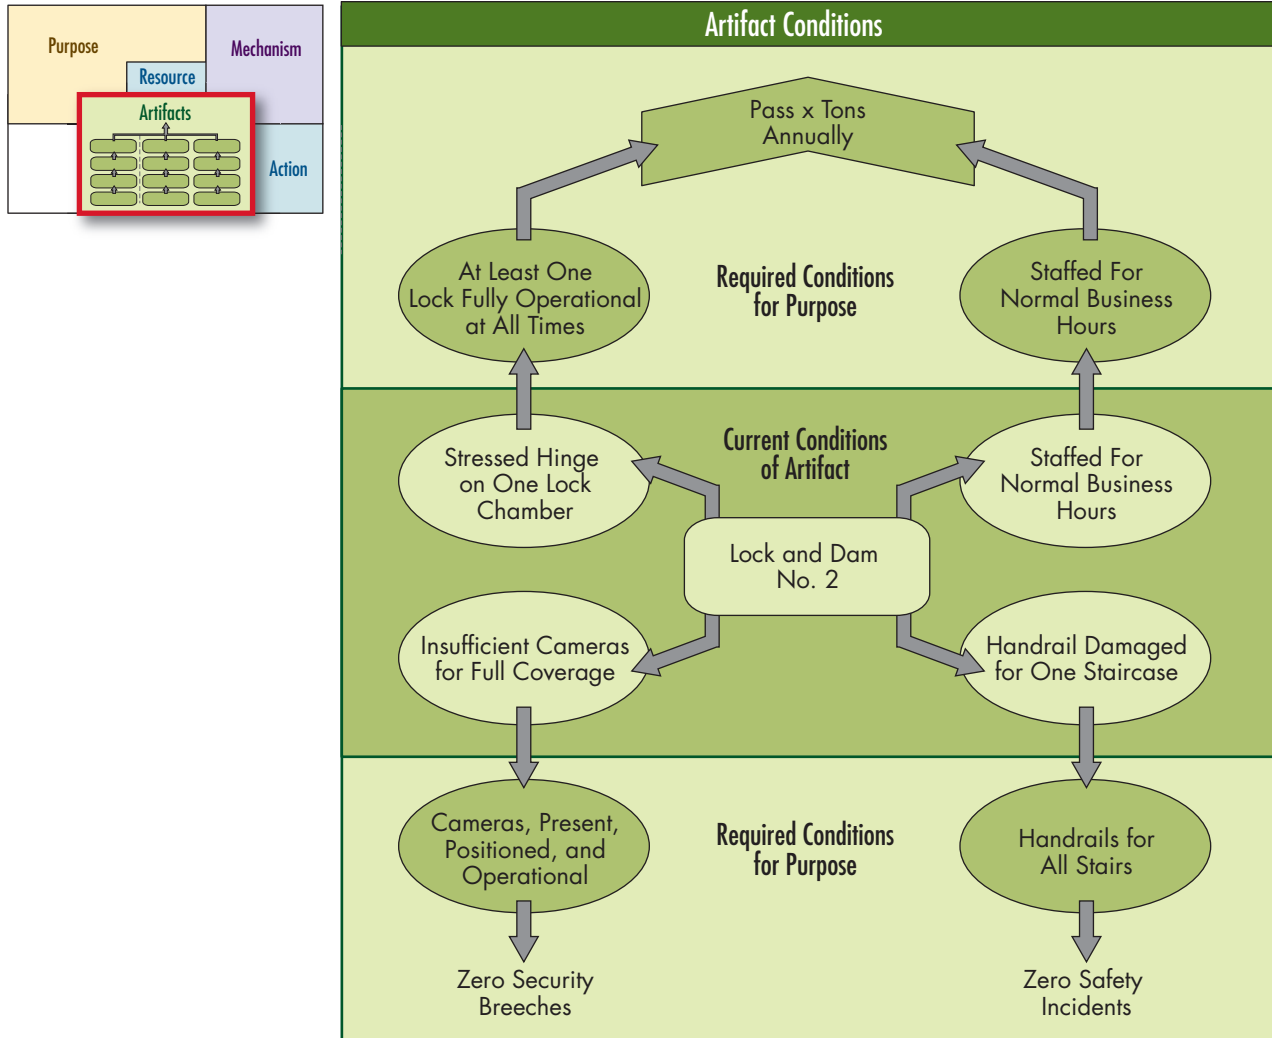 Purpose
Mechanism
Resource
Artifacts
Action
Artifact Conditions
Pass x Tons
Annually
At Least One
Lock Fully Operational
at All Times
Required Conditions
for Purpose
Staffed For
Normal Business
Hours
Stressed Hinge
on One Lock
Chamber
Current Conditions
of Artifact
Staffed For
Normal Business
Hours
Lock and Dam
No. 2
Insufficient Cameras
for Full Coverage
Handrail Damaged
for One Staircase
Cameras, Present,
Positioned, and
Operational
Required Conditions
for Purpose
Handrails for
All Stairs
Zero Security
Breeches
Zero Safety
Incidents